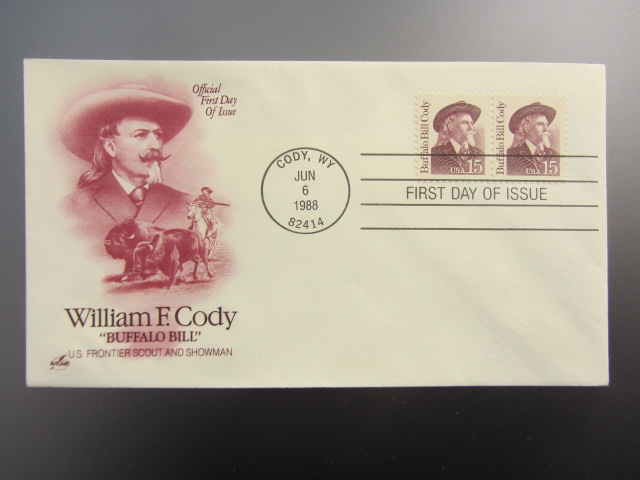 Official
First Day
Of Issue
William F. Cody
"BUFFALO BILL"
U.S. FRONTIER SCOUT AND SHOWMAN
CODY, WY
JUN
6
1988
82414
Buffalo Bill Cody
USA 15
Buffalo Bill Cody
USA 15
FIRST DAY OF ISSUE